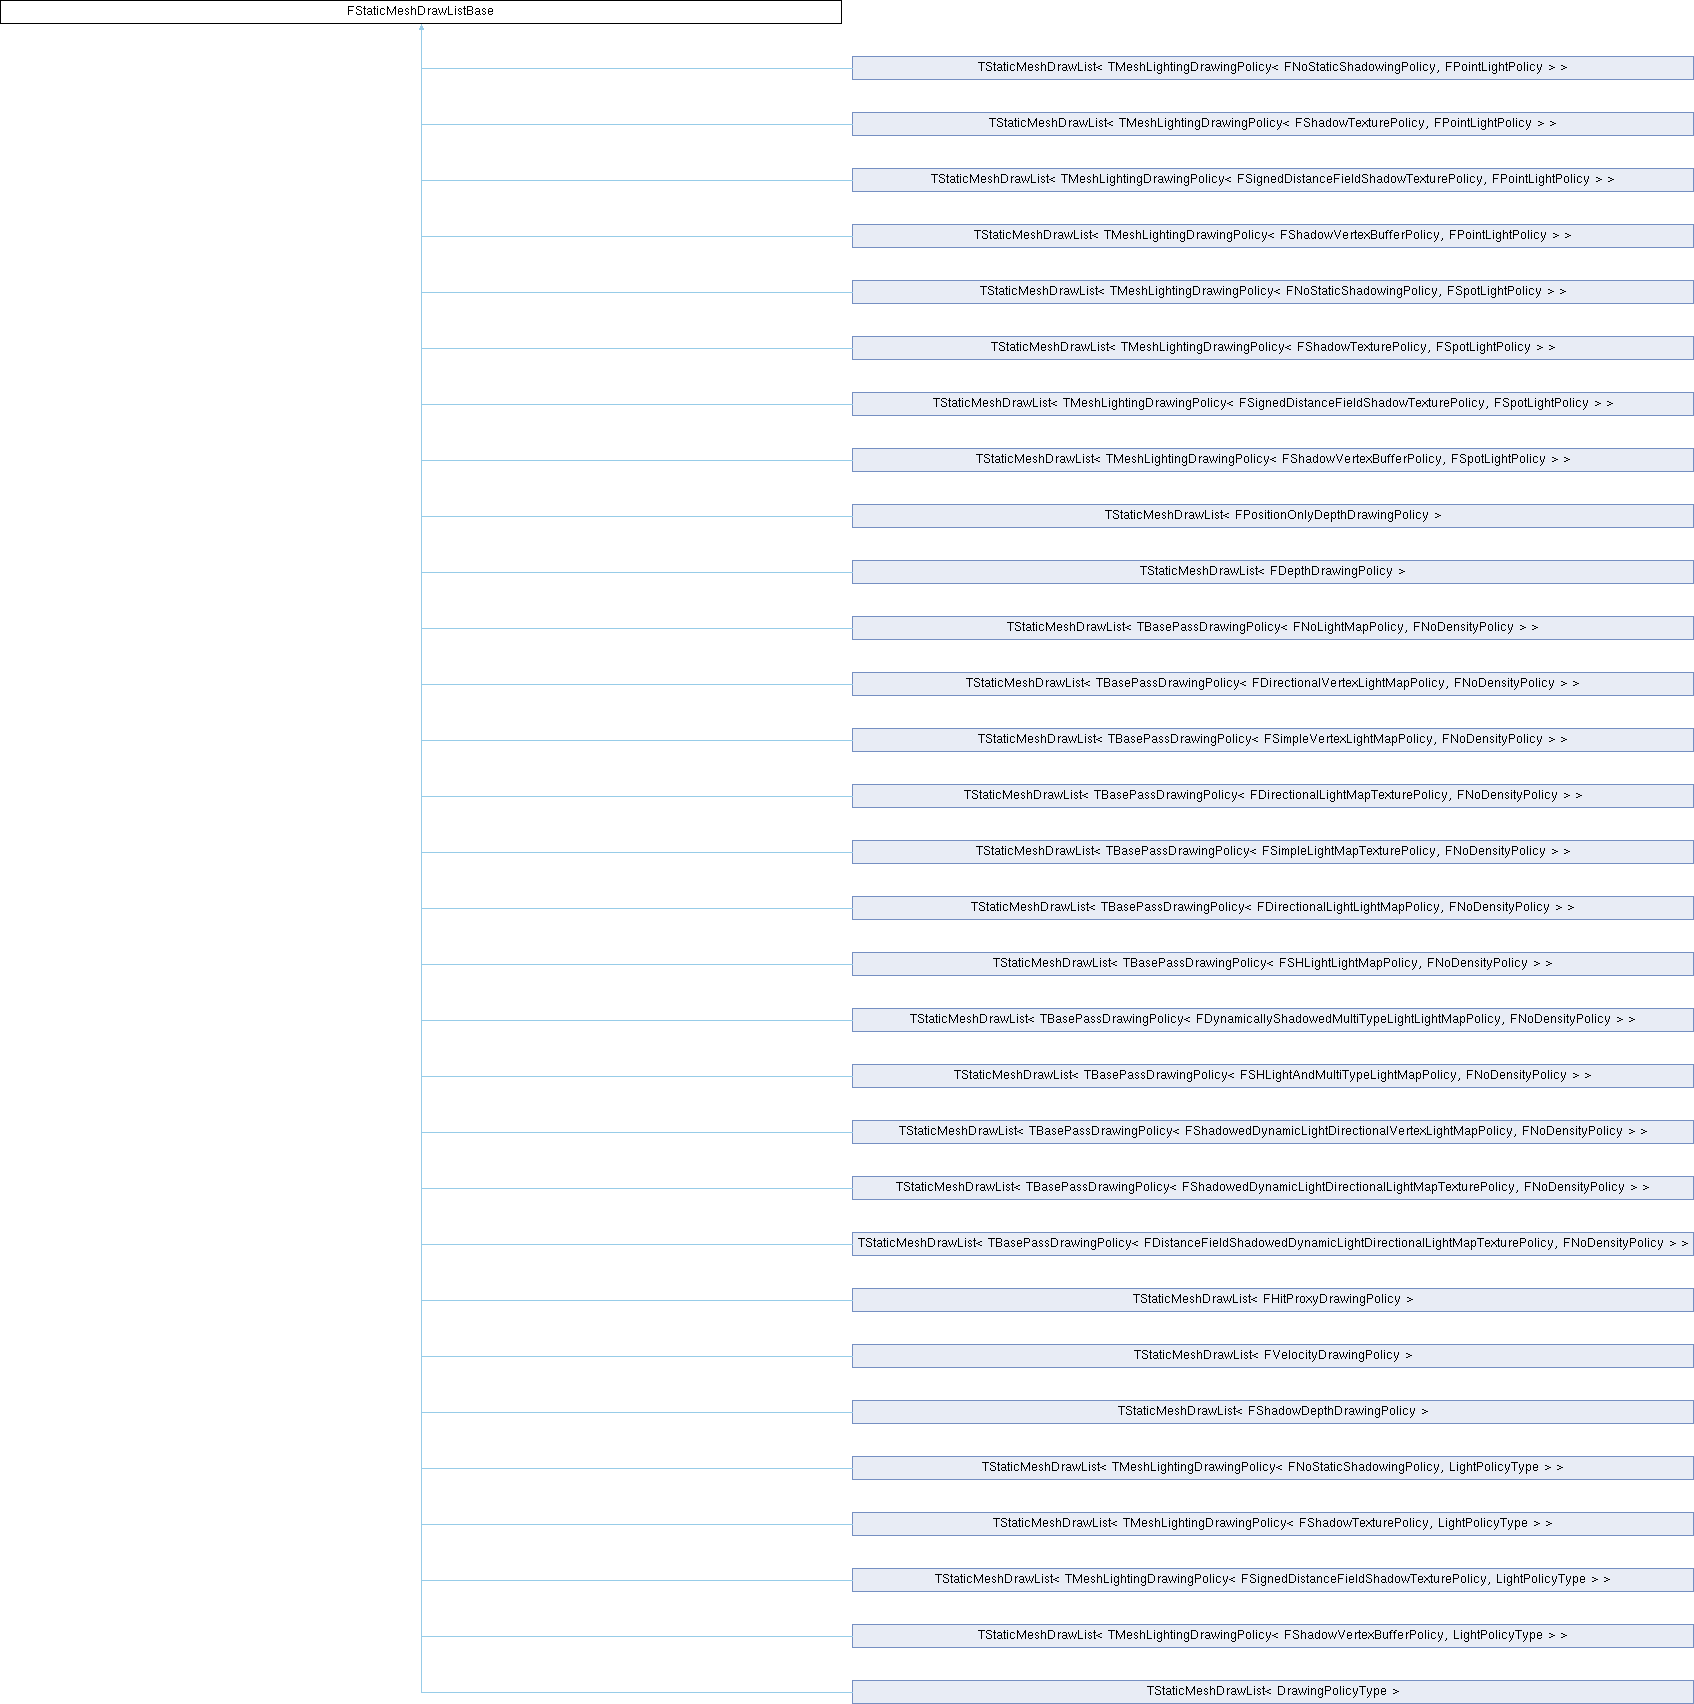 FStaticMeshDrawListBase
TStaticMeshDrawList< TMeshLightingDrawingPolicy< FNoStaticShadowingPolicy, FPointLightPolicy > >
TStaticMeshDrawList< TMeshLightingDrawingPolicy< FShadowTexturePolicy, FPointLightPolicy > >
TStaticMeshDrawList< TMeshLightingDrawingPolicy< FSignedDistanceFieldShadowTexturePolicy, FPointLightPolicy > >
TStaticMeshDrawList< TMeshLightingDrawingPolicy< FShadowVertexBufferPolicy, FPointLightPolicy > >
TStaticMeshDrawList< TMeshLightingDrawingPolicy< FNoStaticShadowingPolicy, FSpotLightPolicy > >
TStaticMeshDrawList< TMeshLightingDrawingPolicy< FShadowTexturePolicy, FSpotLightPolicy > >
TStaticMeshDrawList< TMeshLightingDrawingPolicy< FSignedDistanceFieldShadowTexturePolicy, FSpotLightPolicy > >
TStaticMeshDrawList< TMeshLightingDrawingPolicy< FShadowVertexBufferPolicy, FSpotLightPolicy > >
TStaticMeshDrawList< FPositionOnlyDepthDrawingPolicy >
TStaticMeshDrawList< FDepthDrawingPolicy >
TStaticMeshDrawList< TBasePassDrawingPolicy< FNoLightMapPolicy, FNoDensityPolicy > >
TStaticMeshDrawList< TBasePassDrawingPolicy< FDirectionalVertexLightMapPolicy, FNoDensityPolicy > >
TStaticMeshDrawList< TBasePassDrawingPolicy< FSimpleVertexLightMapPolicy, FNoDensityPolicy > >
TStaticMeshDrawList< TBasePassDrawingPolicy< FDirectionalLightMapTexturePolicy, FNoDensityPolicy > >
TStaticMeshDrawList< TBasePassDrawingPolicy< FSimpleLightMapTexturePolicy, FNoDensityPolicy > >
TStaticMeshDrawList< TBasePassDrawingPolicy< FDirectionalLightLightMapPolicy, FNoDensityPolicy > >
TStaticMeshDrawList< TBasePassDrawingPolicy< FSHLightLightMapPolicy, FNoDensityPolicy > >
TStaticMeshDrawList< TBasePassDrawingPolicy< FDynamicallyShadowedMultiTypeLightLightMapPolicy, FNoDensityPolicy > >
TStaticMeshDrawList< TBasePassDrawingPolicy< FSHLightAndMultiTypeLightMapPolicy, FNoDensityPolicy > >
TStaticMeshDrawList< TBasePassDrawingPolicy< FShadowedDynamicLightDirectionalVertexLightMapPolicy, FNoDensityPolicy > >
TStaticMeshDrawList< TBasePassDrawingPolicy< FShadowedDynamicLightDirectionalLightMapTexturePolicy, FNoDensityPolicy > >
TStaticMeshDrawList< TBasePassDrawingPolicy< FDistanceFieldShadowedDynamicLightDirectionalLightMapTexturePolicy, FNoDensityPolicy > >
TStaticMeshDrawList< FHitProxyDrawingPolicy >
TStaticMeshDrawList< FVelocityDrawingPolicy >
TStaticMeshDrawList< FShadowDepthDrawingPolicy >
TStaticMeshDrawList< TMeshLightingDrawingPolicy< FNoStaticShadowingPolicy, LightPolicyType > >
TStaticMeshDrawList< TMeshLightingDrawingPolicy< FShadowTexturePolicy, LightPolicyType > >
TStaticMeshDrawList< TMeshLightingDrawingPolicy< FSignedDistanceFieldShadowTexturePolicy, LightPolicyType > >
TStaticMeshDrawList< TMeshLightingDrawingPolicy< FShadowVertexBufferPolicy, LightPolicyType > >
TStaticMeshDrawList< DrawingPolicyType >